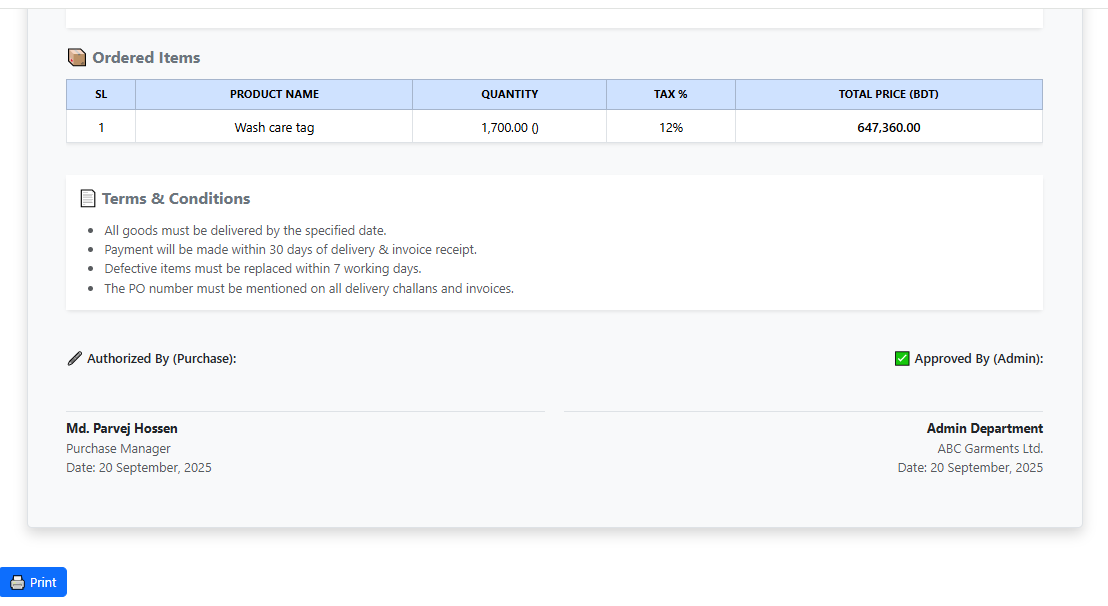 Ordered Items
SL PRODUCT NAME QUANTITY TAX % TOTAL PRICE (BDT)
1 Wash care tag 1,700.00 () 12% 647,360.00
Terms & Conditions
• All goods must be delivered by the specified date.
• Payment will be made within 30 days of delivery & invoice receipt.
• Defective items must be replaced within 7 working days.
• The PO number must be mentioned on all delivery challans and invoices.
Authorized By (Purchase): Approved By (Admin):
Md. Parvej Hossen Admin Department
Purchase Manager ABC Garments Ltd.
Date: 20 September, 2025 Date: 20 September, 2025
Print